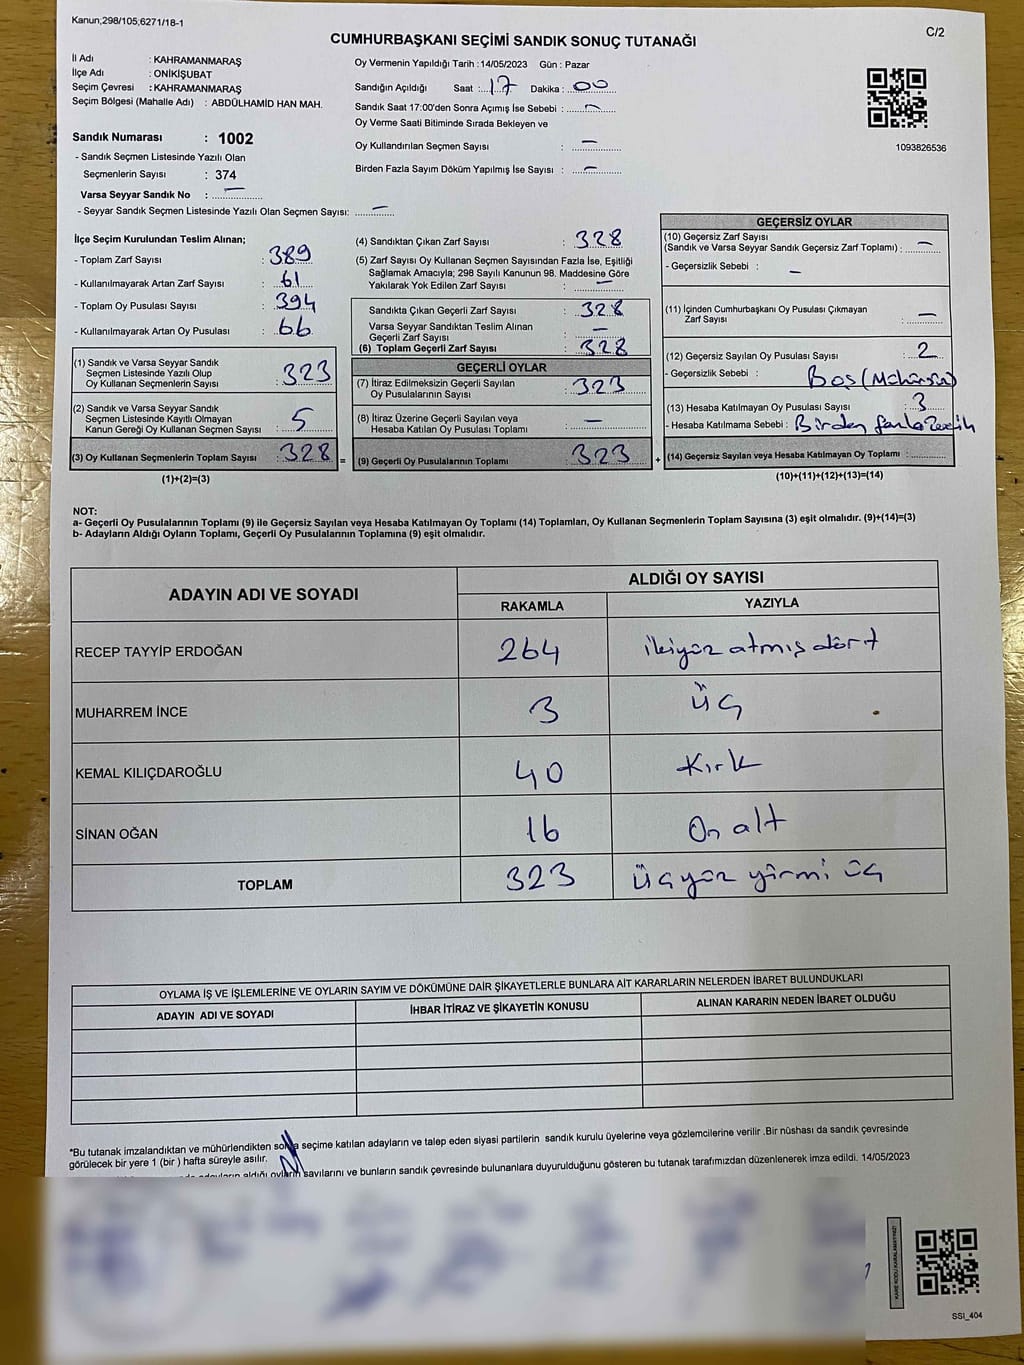 Kanun;298/105;6271/18-1
C/2
CUMHURBAŞKANI SEÇİMİ SANDIK SONUÇ TUTANAĞI
İl Adı : KAHRAMANMARAŞ
İlçe Adı : ONİKİŞUBAT
Seçim Çevresi : KAHRAMANMARAŞ
Seçim Bölgesi (Mahalle Adı) : ABDÜLHAMİD HAN MAH.
Sandık Numarası : 1002
- Sandık Seçmen Listesinde Yazılı Olan
Seçmenlerin Sayısı : 374
Varsa Seyyar Sandık No : —
- Seyyar Sandık Seçmen Listesinde Yazılı Olan Seçmen Sayısı: —
Oy Vermenin Yapıldığı Tarih : 14/05/2023 Gün : Pazar
Sandığın Açıldığı Saat : 17 Dakika : 00
Sandık Saat 17:00'den Sonra Açılmış İse Sebebi : —
Oy Verme Saati Bitiminde Sırada Bekleyen ve
Oy Kullandırılan Seçmen Sayısı : —
Birden Fazla Sayım Döküm Yapılmış İse Sayısı : —
1093826536
İlçe Seçim Kurulundan Teslim Alınan;
- Toplam Zarf Sayısı : 389
- Kullanılmayarak Artan Zarf Sayısı : 61
- Toplam Oy Pusulası Sayısı : 394
- Kullanılmayarak Artan Oy Pusulası : 66
(1) Sandık ve Varsa Seyyar Sandık
Seçmen Listesinde Yazılı Olup
Oy Kullanan Seçmenlerin Sayısı : 323
(2) Sandık ve Varsa Seyyar Sandık
Seçmen Listesinde Kayıtlı Olmayan
Kanun Gereği Oy Kullanan Seçmen Sayısı : 5
(3) Oy Kullanan Seçmenlerin Toplam Sayısı : 328
(1)+(2)=(3)
(4) Sandıktan Çıkan Zarf Sayısı : 328
(5) Zarf Sayısı Oy Kullanan Seçmen Sayısından Fazla İse, Eşitliği
Sağlamak Amacıyla; 298 Sayılı Kanunun 98. Maddesine Göre
Yakılarak Yok Edilen Zarf Sayısı : —
Sandıkta Çıkan Geçerli Zarf Sayısı : 328
Varsa Seyyar Sandıktan Teslim Alınan
Geçerli Zarf Sayısı : —
(6) Toplam Geçerli Zarf Sayısı : 328
GEÇERLİ OYLAR
(7) İtiraz Edilmeksizin Geçerli Sayılan
Oy Pusulalarının Sayısı : 323
(8) İtiraz Üzerine Geçerli Sayılan veya
Hesaba Katılan Oy Pusulası Toplamı : —
= (9) Geçerli Oy Pusulalarının Toplamı : 323
GEÇERSİZ OYLAR
(10) Geçersiz Zarf Sayısı
(Sandık ve Varsa Seyyar Sandık Geçersiz Zarf Toplamı) : —
- Geçersizlik Sebebi : —
(11) İçinden Cumhurbaşkanı Oy Pusulası Çıkmayan
Zarf Sayısı : —
(12) Geçersiz Sayılan Oy Pusulası Sayısı : 2
- Geçersizlik Sebebi : Boş (Mühürsüz)
(13) Hesaba Katılmayan Oy Pusulası Sayısı : 3
- Hesaba Katılmama Sebebi : Birden fazla tercih
+ (14) Geçersiz Sayılan veya Hesaba Katılmayan Oy Toplamı :
(10)+(11)+(12)+(13)=(14)
NOT:
a- Geçerli Oy Pusulalarının Toplamı (9) ile Geçersiz Sayılan veya Hesaba Katılmayan Oy Toplamı (14) Toplamları, Oy Kullanan Seçmenlerin Toplam Sayısına (3) eşit olmalıdır. (9)+(14)=(3)
b- Adayların Aldığı Oyların Toplamı, Geçerli Oy Pusulalarının Toplamına (9) eşit olmalıdır.
ADAYIN ADI VE SOYADI
ALDIĞI OY SAYISI
RAKAMLA YAZIYLA
RECEP TAYYİP ERDOĞAN 264 ikiyüz atmış dört
MUHARREM İNCE 3 üç
KEMAL KILIÇDAROĞLU 40 Kırk
SİNAN OĞAN 16 On alt
TOPLAM 323 üçyüz yirmi üç
OYLAMA İŞ VE İŞLEMLERİNE VE OYLARIN SAYIM VE DÖKÜMÜNE DAİR ŞİKAYETLERLE BUNLARA AİT KARARLARIN NELERDEN İBARET BULUNDUKLARI
ADAYIN ADI VE SOYADI İHBAR İTİRAZ VE ŞİKAYETİN KONUSU ALINAN KARARIN NEDEN İBARET OLDUĞU
*Bu tutanak imzalandıktan ve mühürlendikten sonra seçime katılan adayların ve talep eden siyasi partilerin sandık kurulu üyelerine veya gözlemcilerine verilir .Bir nüshası da sandık çevresinde
görülecek bir yere 1 (bir ) hafta süreyle asılır.
aldığı oyların sayılarını ve bunların sandık çevresinde bulunanlara duyurulduğunu gösteren bu tutanak tarafımızdan düzenlenerek imza edildi. 14/05/2023
SSI_404